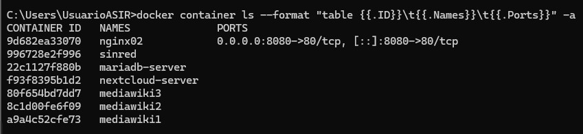 C:\Users\UsuarioASIR>docker container ls --format "table {{.ID}}\t{{.Names}}\t{{.Ports}}" -a
CONTAINER ID   NAMES              PORTS
9d682ea33070   nginx02            0.0.0.0:8080->80/tcp, [::]:8080->80/tcp
996728e2f996   sinred
22c1127f880b   mariadb-server
f93f8395b1d2   nextcloud-server
80f654bd7dd7   mediawiki3
8c1d00fe6f09   mediawiki2
a9a4c52cfe73   mediawiki1